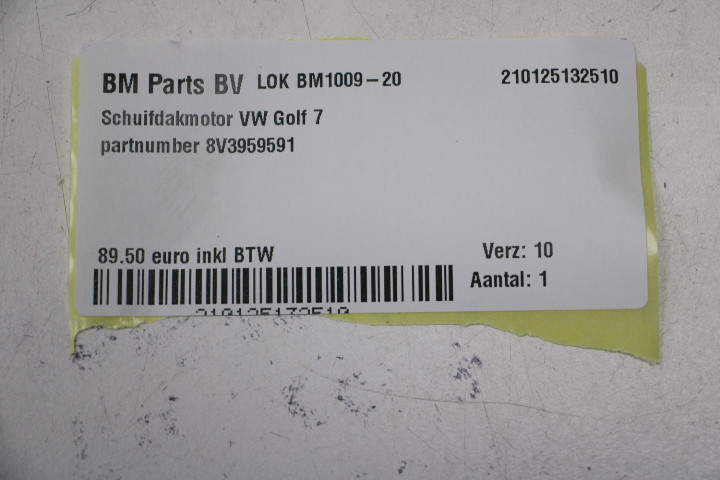 BM Parts BV LOK BM1009-20 210125132510
Schuifdakmotor VW Golf 7
partnumber 8V3959591
89.50 euro inkl BTW Verz: 10
Aantal: 1
210125132510